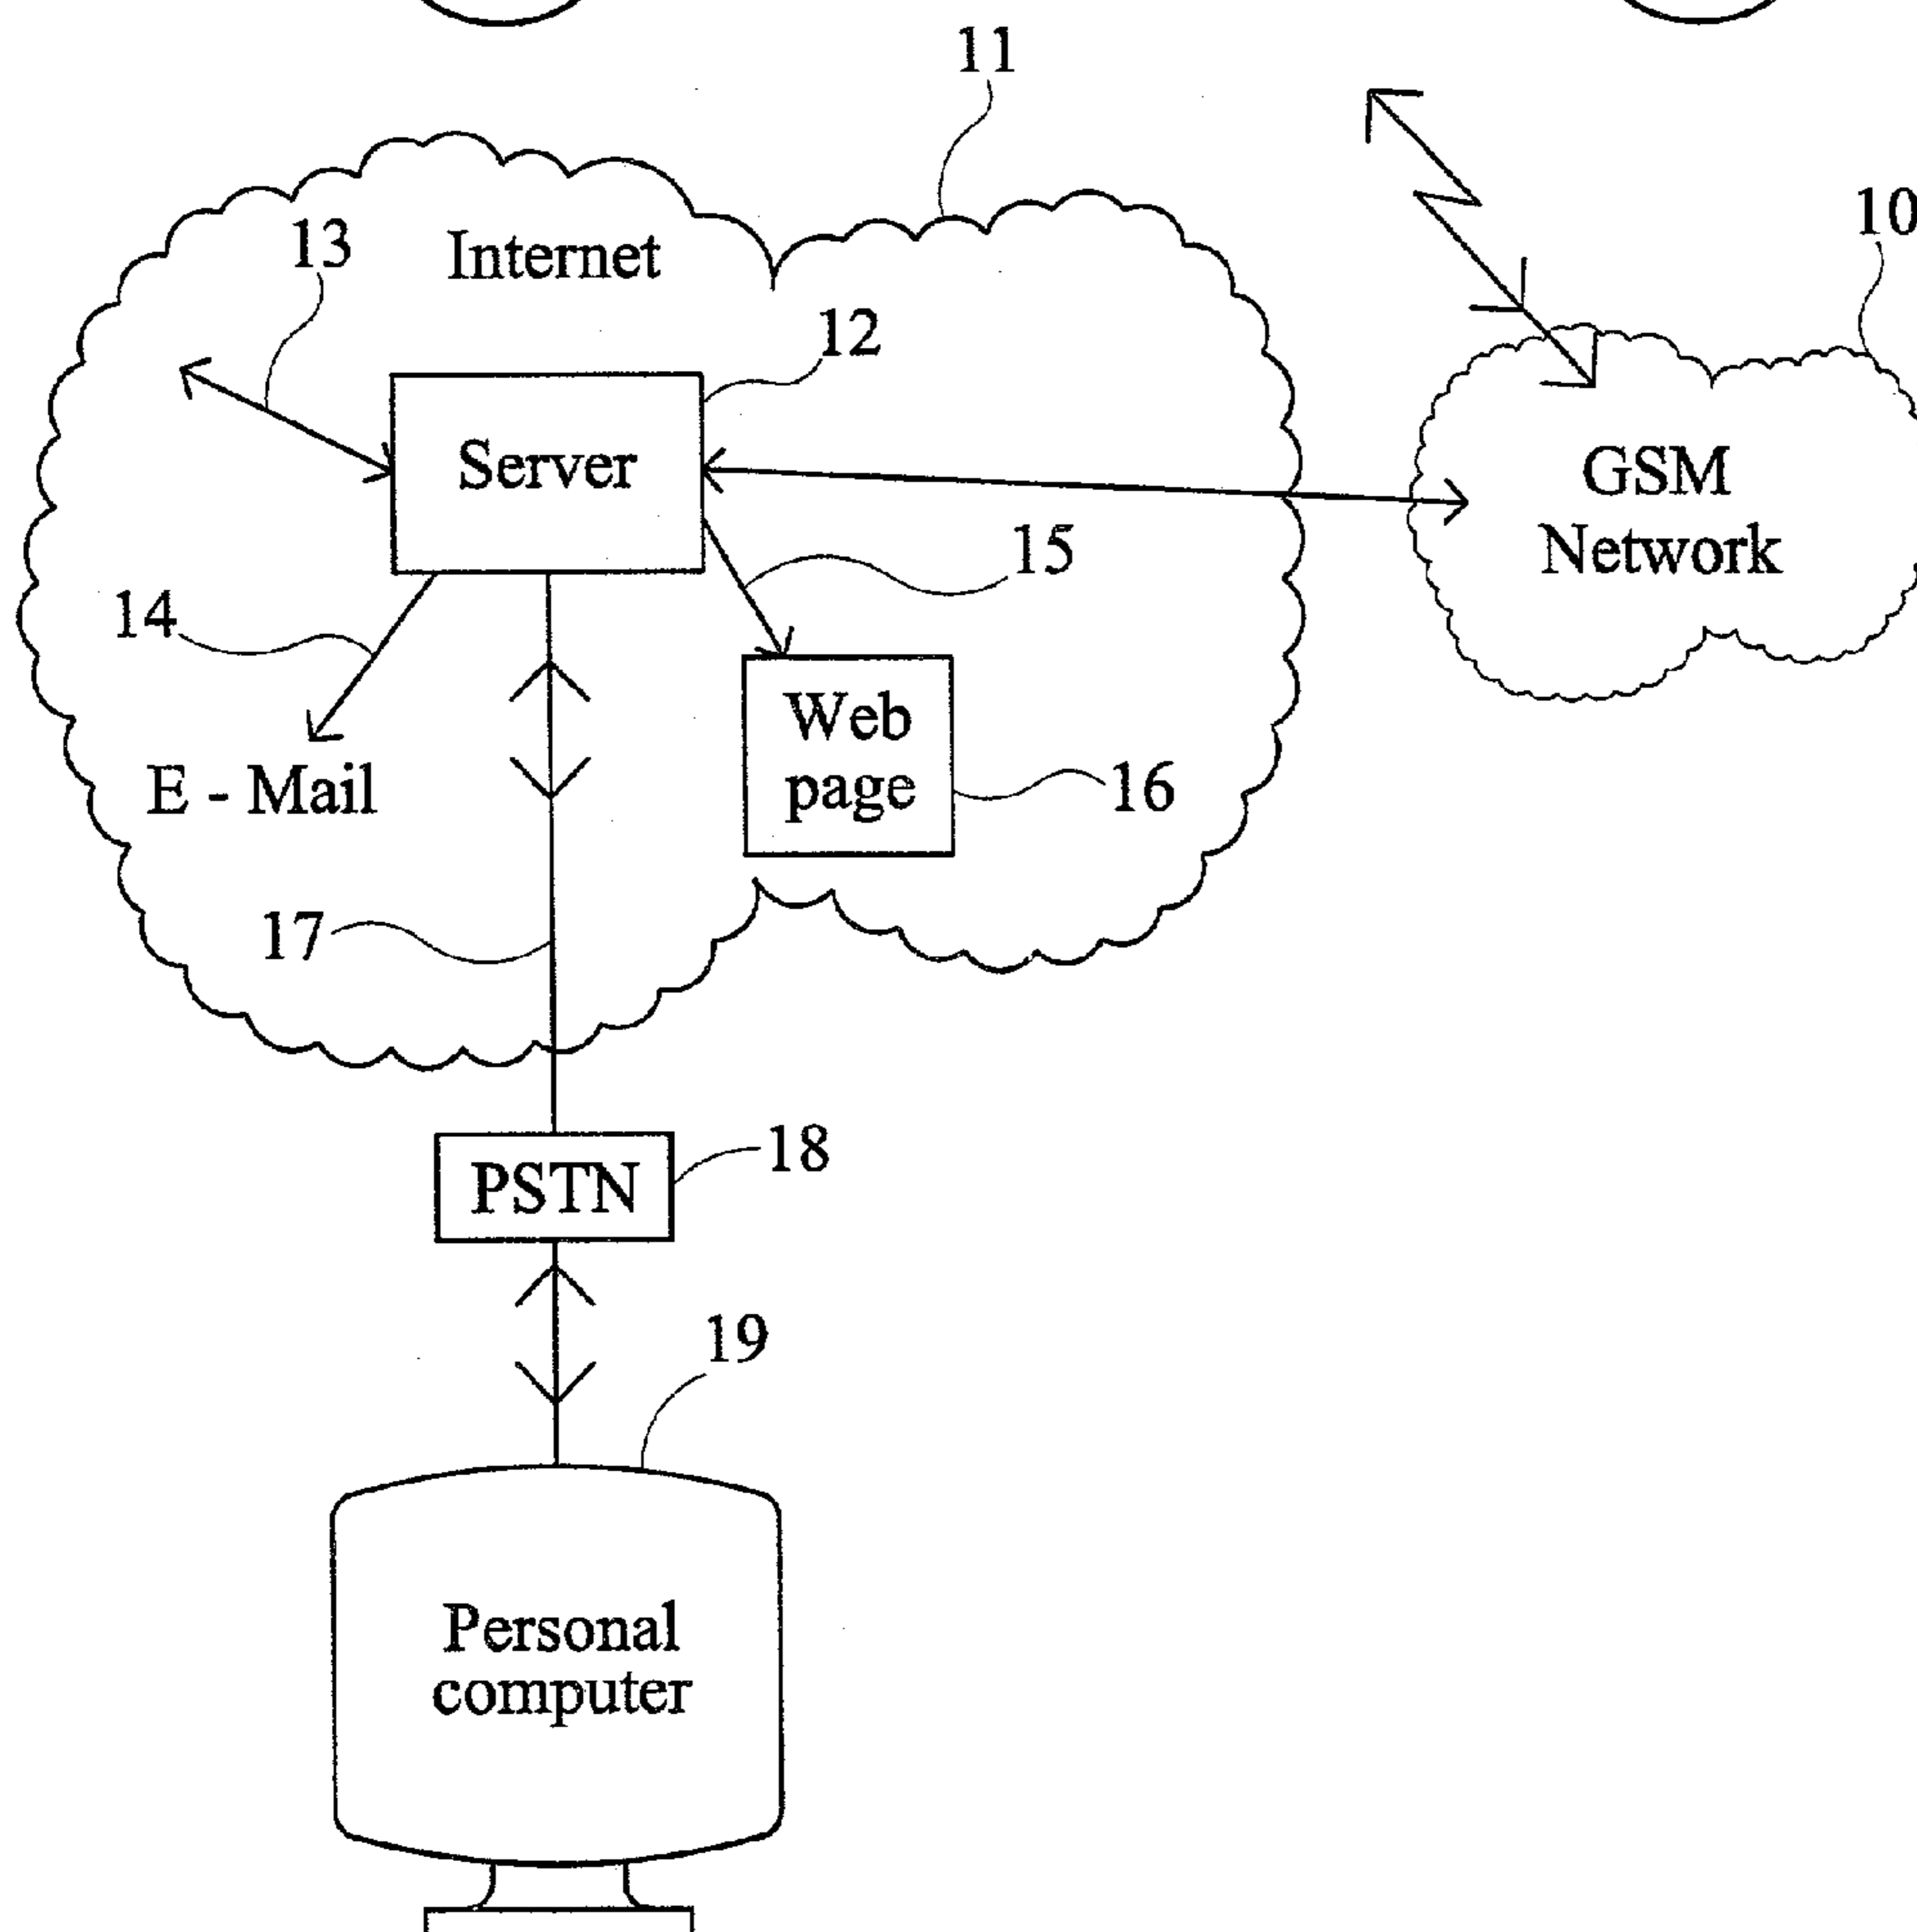 11
10
13
Internet
12
Server
GSM
Network
15
14
Web
page
16
E - Mail
17
18
PSTN
19
Personal
computer